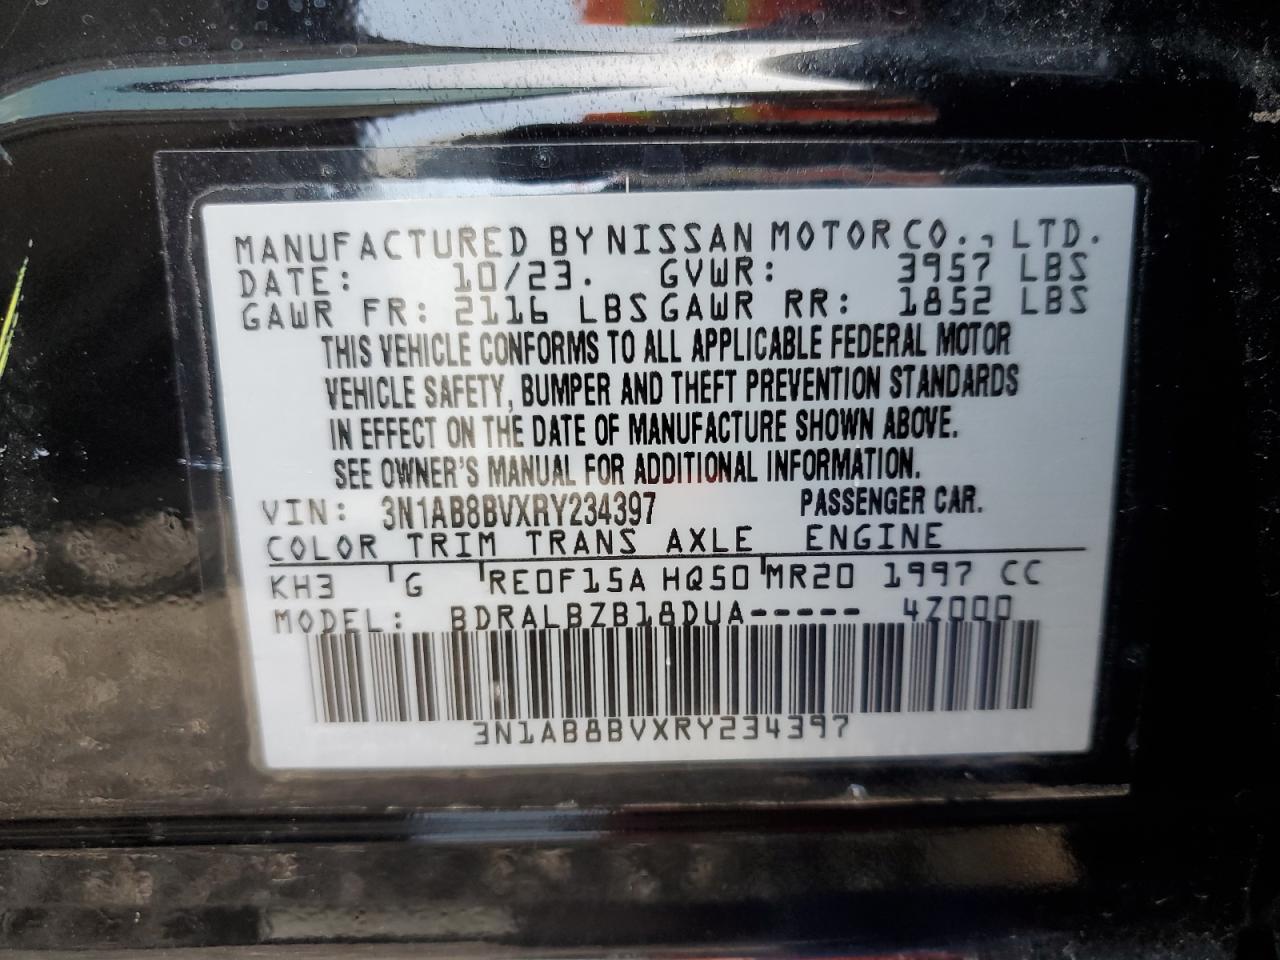 MANUFACTURED BY NISSAN MOTOR CO., LTD.
DATE: 10/23. GVWR: 3957 LBS
GAWR FR: 2116 LBS GAWR RR: 1852 LBS
THIS VEHICLE CONFORMS TO ALL APPLICABLE FEDERAL MOTOR
VEHICLE SAFETY, BUMPER AND THEFT PREVENTION STANDARDS
IN EFFECT ON THE DATE OF MANUFACTURE SHOWN ABOVE.
SEE OWNER'S MANUAL FOR ADDITIONAL INFORMATION.
VIN: 3N1AB8BVXRY234397 PASSENGER CAR.
COLOR TRIM TRANS AXLE ENGINE
KH3 G RE0F15A HQ50 MR20 1997 CC
MODEL: BDRALBZB18DUA----- 4Z000
3N1AB8BVXRY234397